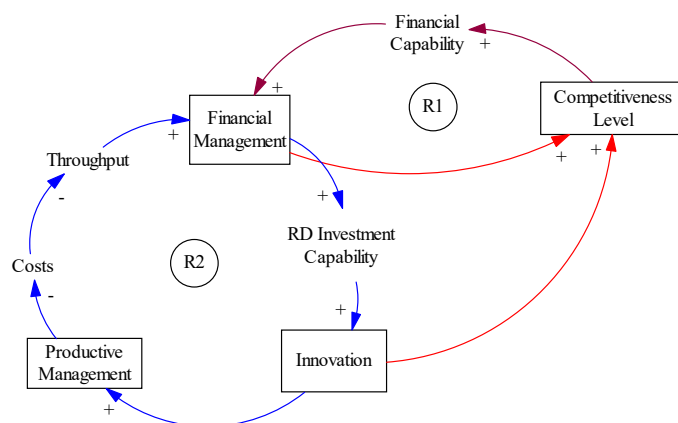 Financial
Capability
+
R1
Competitiveness
Level
+
+
+
Financial
Management
+
Throughput
+
-
RD Investment
Capability
R2
Costs
-
+
Productive
Management
Innovation
+